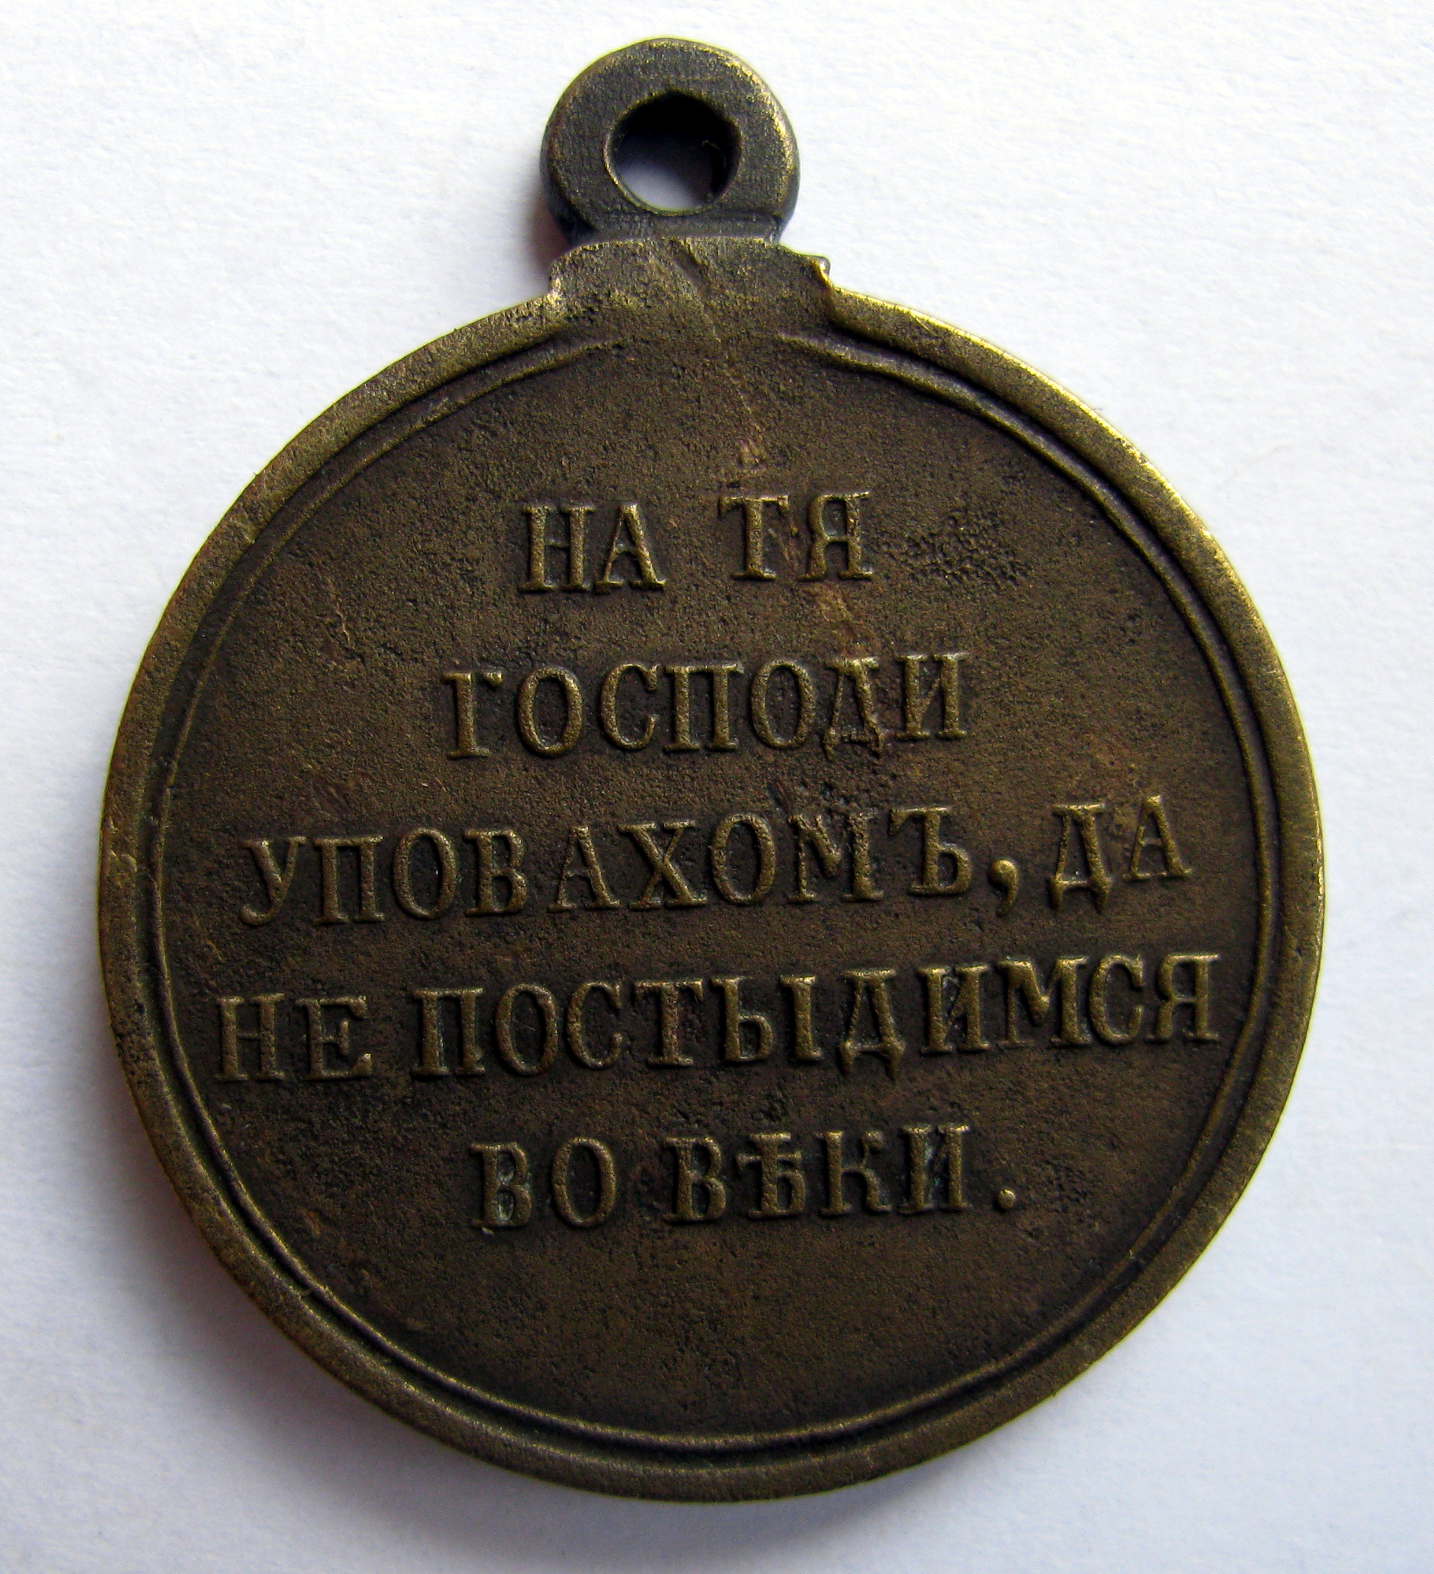 НА ТЯ
ГОСПОДИ
УПОВАХОМЪ, ДА
НЕ ПОСТЫДИМСЯ
ВО ВѢКИ.